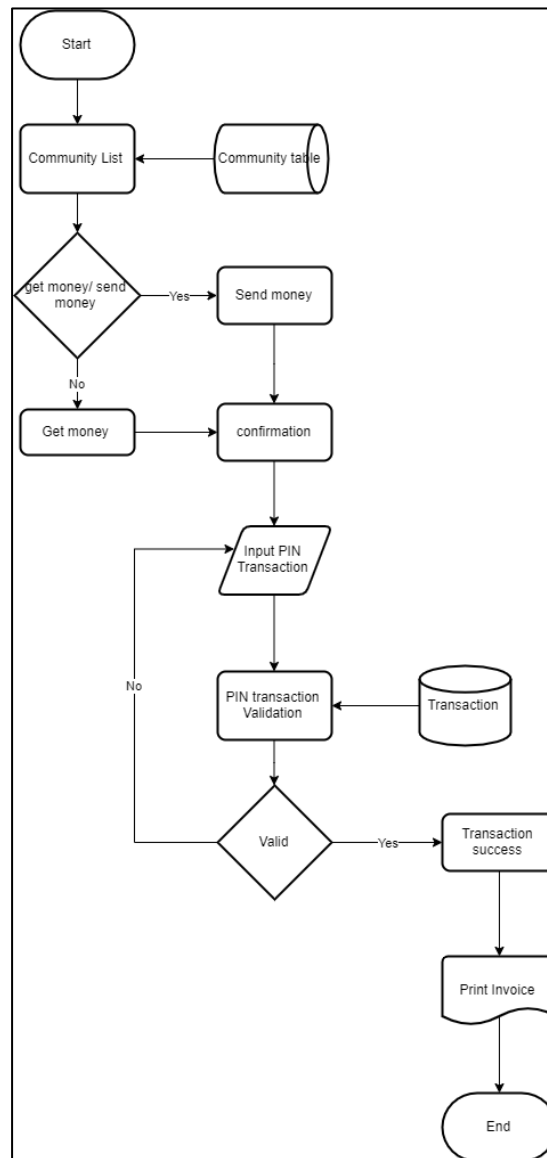 Start
Community List
Community table
get money/ send
money
Yes
Send money
No
Get money
confirmation
Input PIN
Transaction
No
PIN transaction
Validation
Transaction
Valid
Yes
Transaction
success
Print Invoice
End